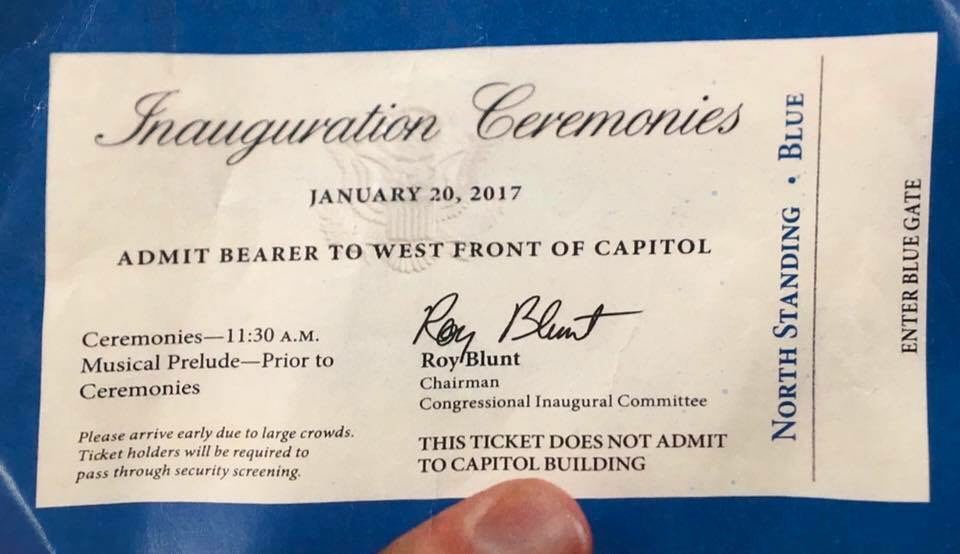 Inauguration Ceremonies
JANUARY 20, 2017
ADMIT BEARER TO WEST FRONT OF CAPITOL
Ceremonies—11:30 A.M.
Musical Prelude—Prior to
Ceremonies
Please arrive early due to large crowds.
Ticket holders will be required to
pass through security screening.
Roy Blunt
Roy Blunt
Chairman
Congressional Inaugural Committee
THIS TICKET DOES NOT ADMIT
TO CAPITOL BUILDING
NORTH STANDING • BLUE
ENTER BLUE GATE